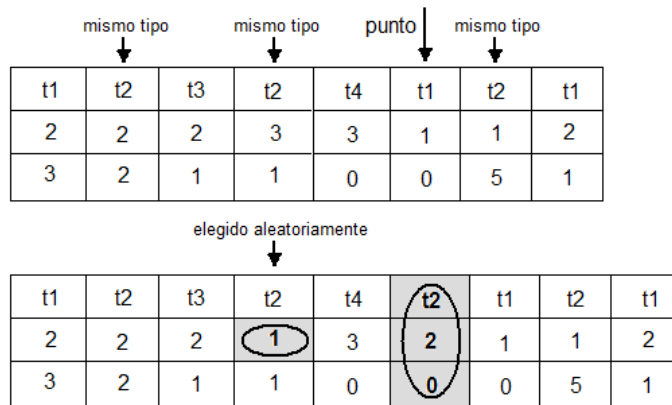 mismo tipo mismo tipo punto mismo tipo
t1 t2 t3 t2 t4 t1 t2 t1
2 2 2 3 3 1 1 2
3 2 1 1 0 0 5 1
elegido aleatoriamente
t1 t2 t3 t2 t4 t2 t1 t2 t1
2 2 2 1 3 2 1 1 2
3 2 1 1 0 0 0 5 1